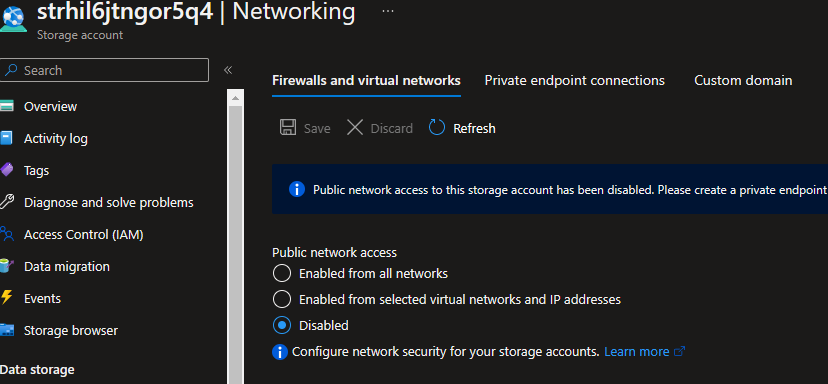 strhil6jtngor5q4 | Networking ...
Storage account
Search «
Firewalls and virtual networks Private endpoint connections Custom domain
Overview
Activity log
Tags
Diagnose and solve problems
Access Control (IAM)
Data migration
Events
Storage browser
Data storage
Save Discard Refresh
Public network access to this storage account has been disabled. Please create a private endpoint
Public network access
Enabled from all networks
Enabled from selected virtual networks and IP addresses
Disabled
Configure network security for your storage accounts. Learn more